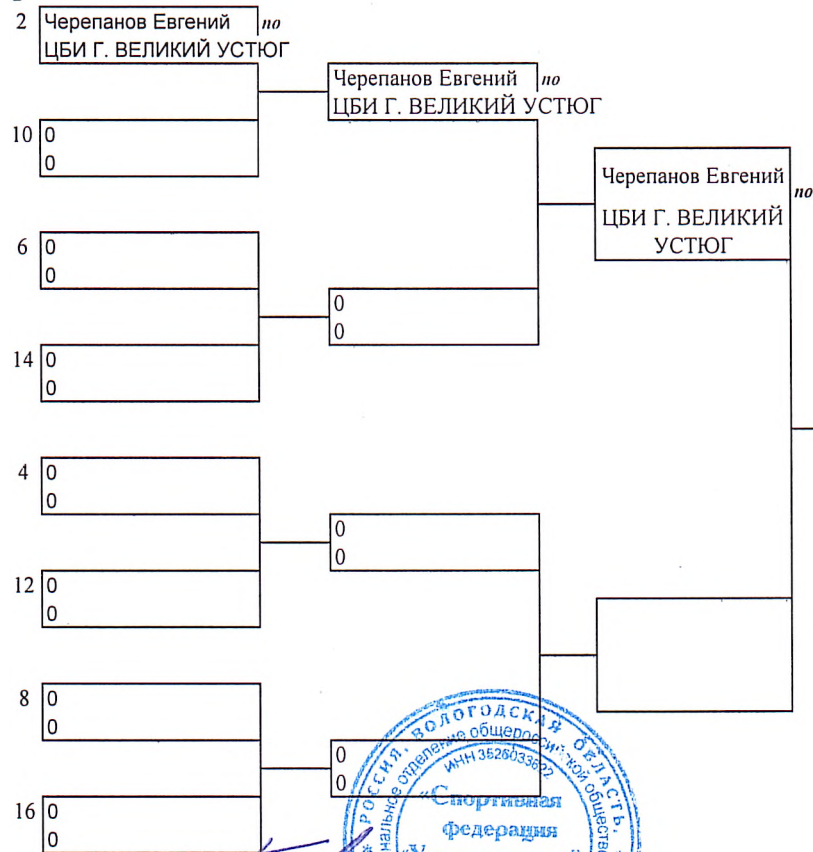 2 Черепанов Евгений по
ЦБИ Г. ВЕЛИКИЙ УСТЮГ
Черепанов Евгений по
ЦБИ Г. ВЕЛИКИЙ УСТЮГ
10 0
0
Черепанов Евгений по
ЦБИ Г. ВЕЛИКИЙ
УСТЮГ
6 0
0
0
0
14 0
0
4 0
0
0
0
12 0
0
8 0
0
0
0
16 0
0
РОССИЯ, ВОЛОГОДСКАЯ ОБЛАСТЬ,
отделение общероссийской
ИНН
"Спортивная
федерация